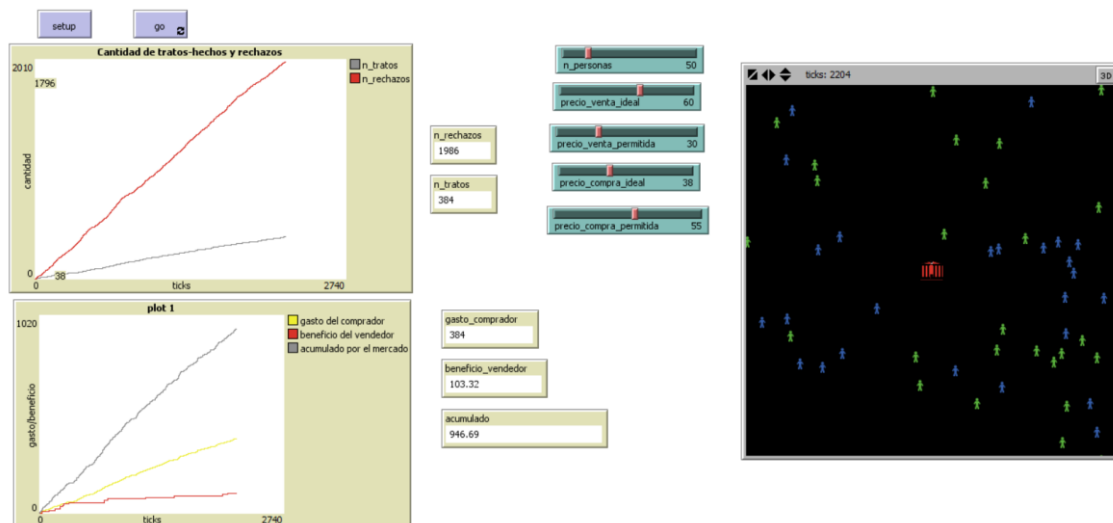 setup
go
Cantidad de tratos-hechos y rechazos
cantidad
2010
1796
0
38
0
ticks
2740
n_tratos
n_rechazos
n_rechazos
1986
n_tratos
384
n_personas 50
precio_venta_ideal 60
precio_venta_permitida 30
precio_compra_ideal 38
precio_compra_permitida 55
ticks: 2204
3D
plot 1
gasto/beneficio
1020
0
0
ticks
2740
gasto del comprador
beneficio del vendedor
acumulado por el mercado
gasto_comprador
384
beneficio_vendedor
103.32
acumulado
946.69